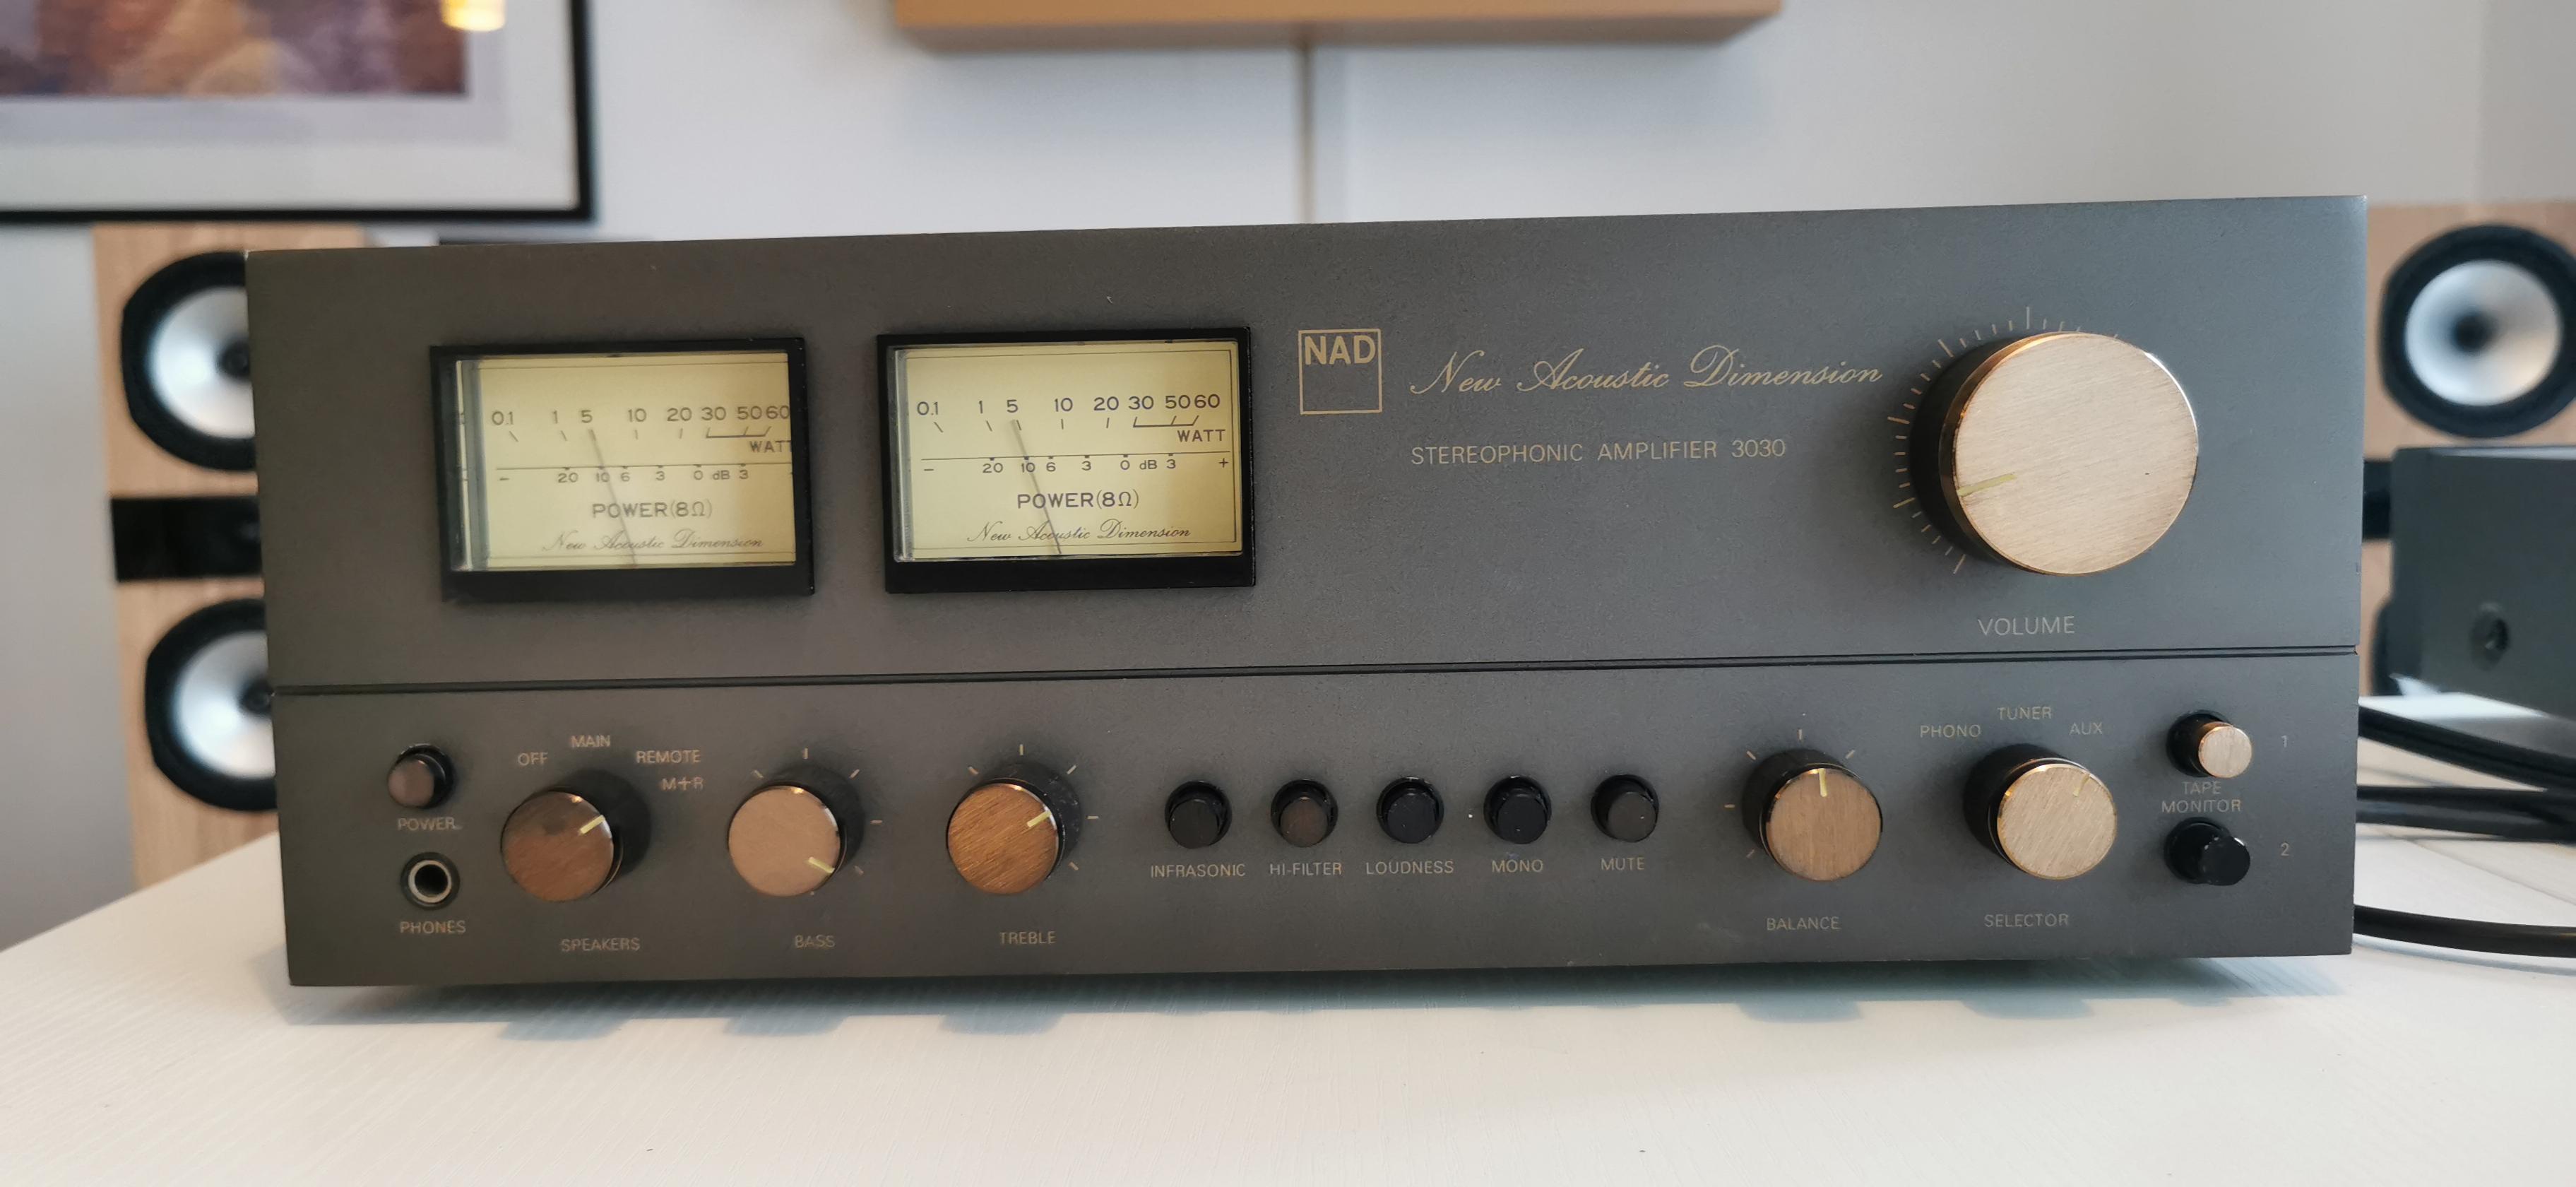 0.1 1 5 10 20 30 50 60
WATT
- 20 10 6 3 0 dB 3
POWER(8Ω)
New Acoustic Dimension
0.1 1 5 10 20 30 50 60
WATT
- 20 10 6 3 0 dB 3 +
POWER(8Ω)
New Acoustic Dimension
NAD
New Acoustic Dimension
STEREOPHONIC AMPLIFIER 3030
VOLUME
POWER
PHONES
OFF MAIN REMOTE
M+R
SPEAKERS
BASS
TREBLE
INFRASONIC
HI-FILTER
LOUDNESS
MONO
MUTE
BALANCE
PHONO TUNER AUX
SELECTOR
1
TAPE
MONITOR
2